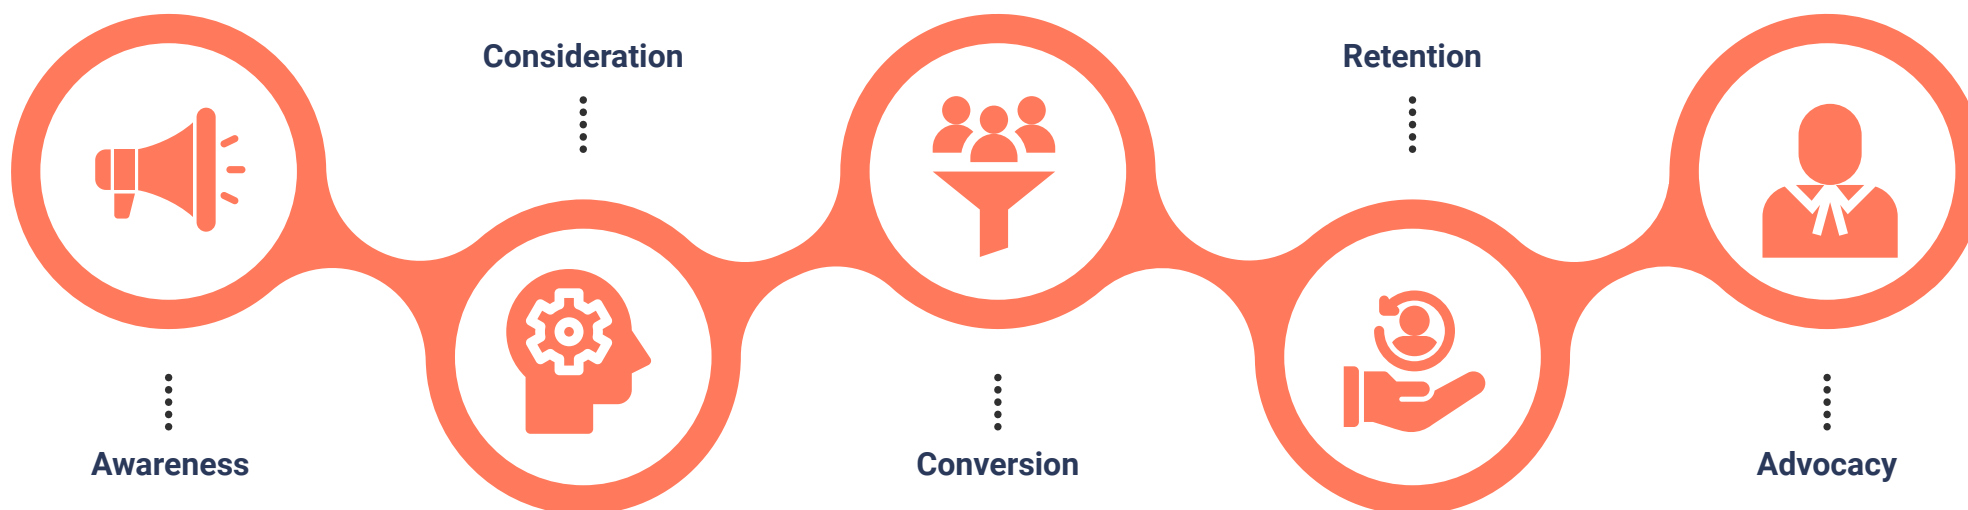 Awareness
Consideration
Conversion
Retention
Advocacy